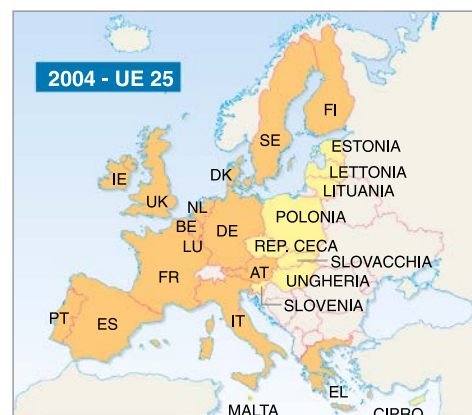 2004 - UE 25
FI
SE
ESTONIA
LETTONIA
LITUANIA
IE
DK
UK
NL
POLONIA
BE
DE
LU
REP. CECA
SLOVACCHIA
FR
AT
UNGHERIA
SLOVENIA
PT
ES
IT
EL
MALTA
CIPRO